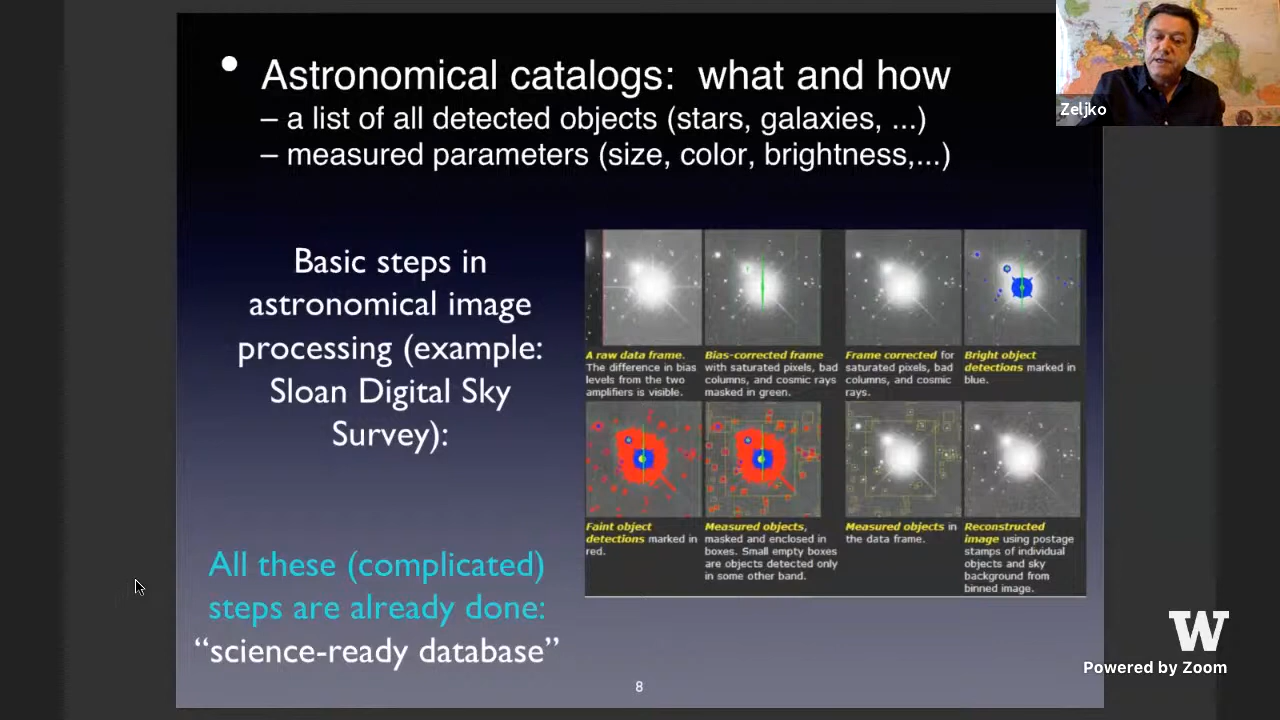 • Astronomical catalogs: what and how
– a list of all detected objects (stars, galaxies, ...)
– measured parameters (size, color, brightness,...)
Zeljko
Basic steps in
astronomical image
processing (example:
Sloan Digital Sky
Survey):
A raw data frame.
The difference in bias
levels from the two
amplifiers is visible.
Bias-corrected frame
with saturated pixels, bad
columns, and cosmic rays
masked in green.
Frame corrected for
saturated pixels, bad
columns, and cosmic
rays.
Bright object
detections marked in
blue.
Faint object
detections marked in
red.
Measured objects,
masked and enclosed in
boxes. Small empty boxes
are objects detected only
in some other band.
Measured objects in
the data frame.
Reconstructed
image using postage
stamps of individual
objects and sky
background from
binned image.
All these (complicated)
steps are already done:
“science-ready database”
8
W
Powered by Zoom